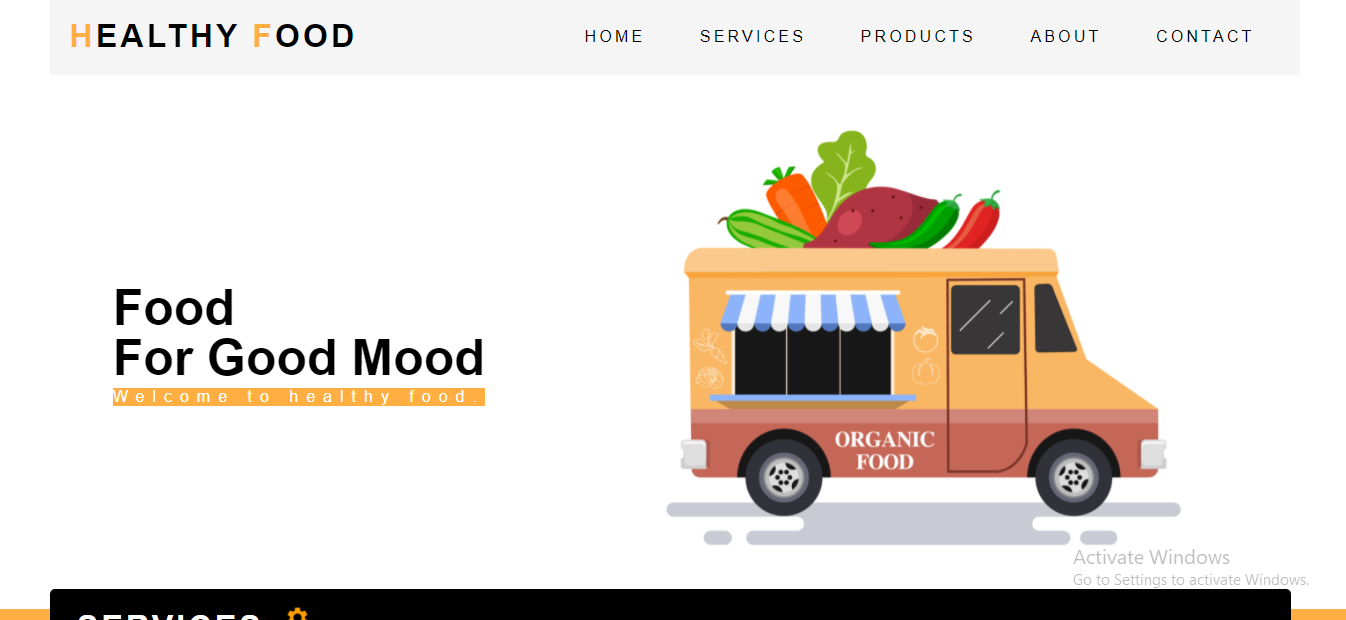 HEALTHY FOOD
HOME SERVICES PRODUCTS ABOUT CONTACT
Food
For Good Mood
Welcome to healthy food.
ORGANIC
FOOD
Activate Windows
Go to Settings to activate Windows.
SERVICES